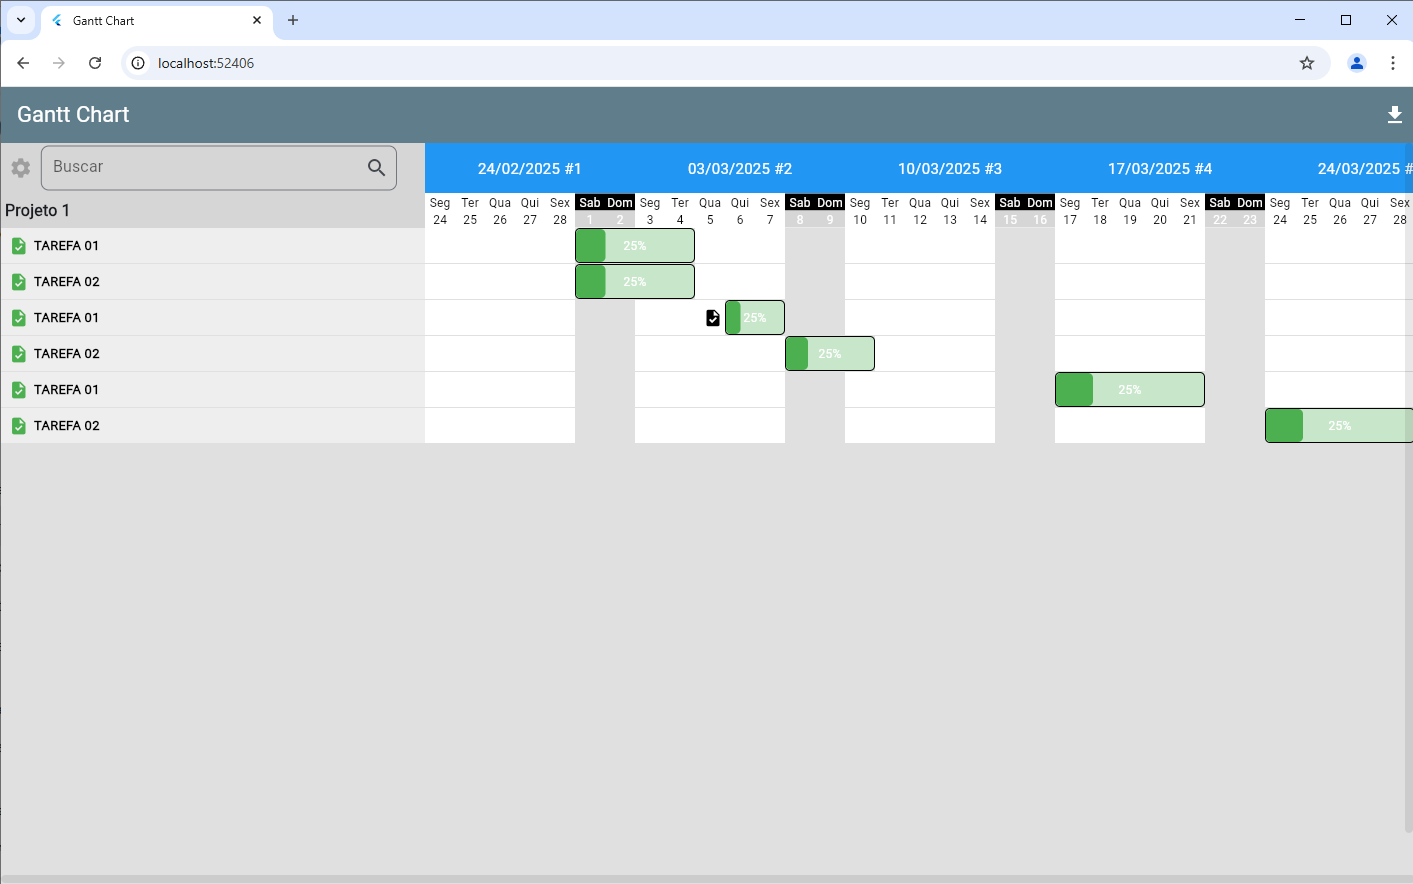 Gantt Chart
localhost:52406
Gantt Chart
Buscar
24/02/2025 #1 03/03/2025 #2 10/03/2025 #3 17/03/2025 #4 24/03/2025 #
Seg Ter Qua Qui Sex Sab Dom Seg Ter Qua Qui Sex Sab Dom Seg Ter Qua Qui Sex Sab Dom Seg Ter Qua Qui Sex Sab Dom Seg Ter Qua Qui Sex
Projeto 1
24 25 26 27 28 1 2 3 4 5 6 7 8 9 10 11 12 13 14 15 16 17 18 19 20 21 22 23 24 25 26 27 28
TAREFA 01 25%
TAREFA 02 25%
TAREFA 01 25%
TAREFA 02 25%
TAREFA 01 25%
TAREFA 02 25%